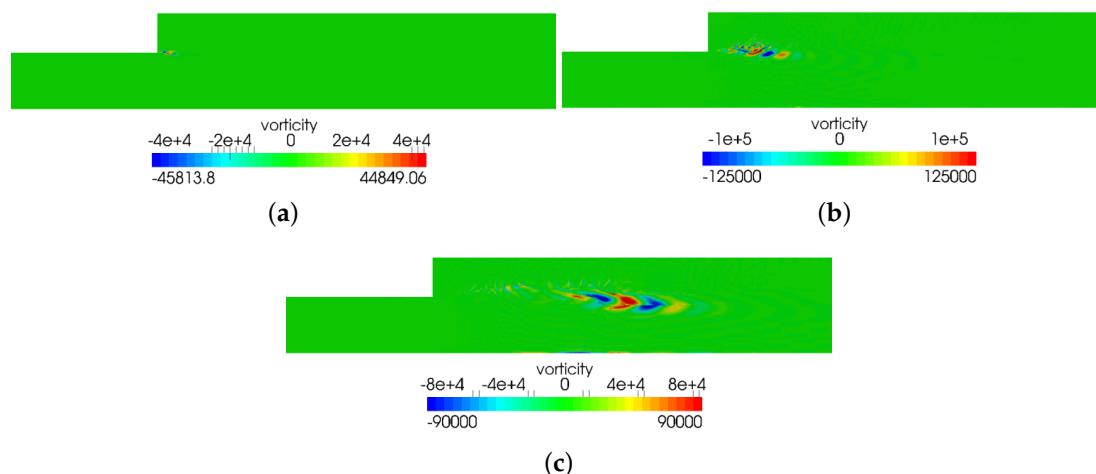 vorticity
-4e+4 -2e+4 0 2e+4 4e+4
-45813.8 44849.06
(a)
vorticity
-1e+5 0 1e+5
-125000 125000
(b)
vorticity
-8e+4 -4e+4 0 4e+4 8e+4
-90000 90000
(c)